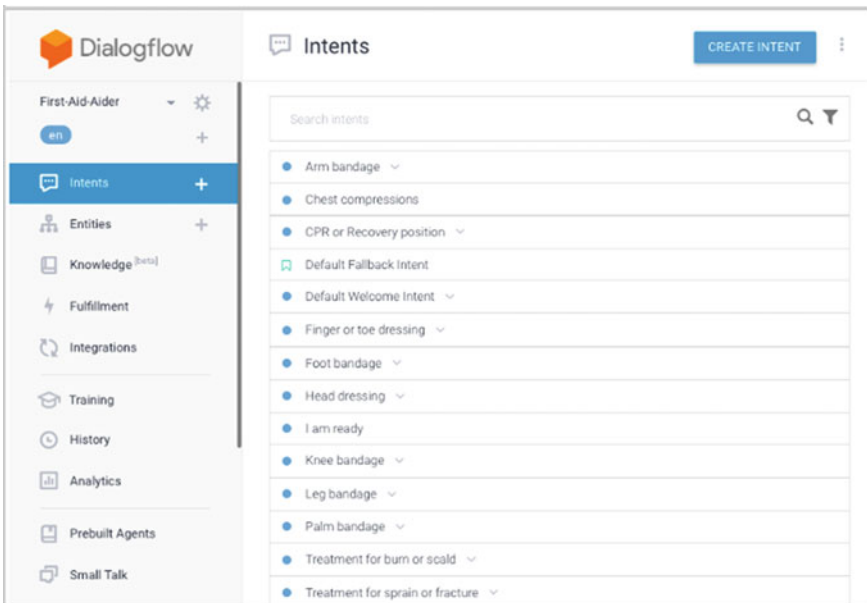 Dialogflow
First-Aid-Aider
en
Intents
Entities
Knowledge [beta]
Fulfillment
Integrations
Training
History
Analytics
Prebuilt Agents
Small Talk
Intents
CREATE INTENT
Search intents
Arm bandage
Chest compressions
CPR or Recovery position
Default Fallback Intent
Default Welcome Intent
Finger or toe dressing
Foot bandage
Head dressing
I am ready
Knee bandage
Leg bandage
Palm bandage
Treatment for burn or scald
Treatment for sprain or fracture